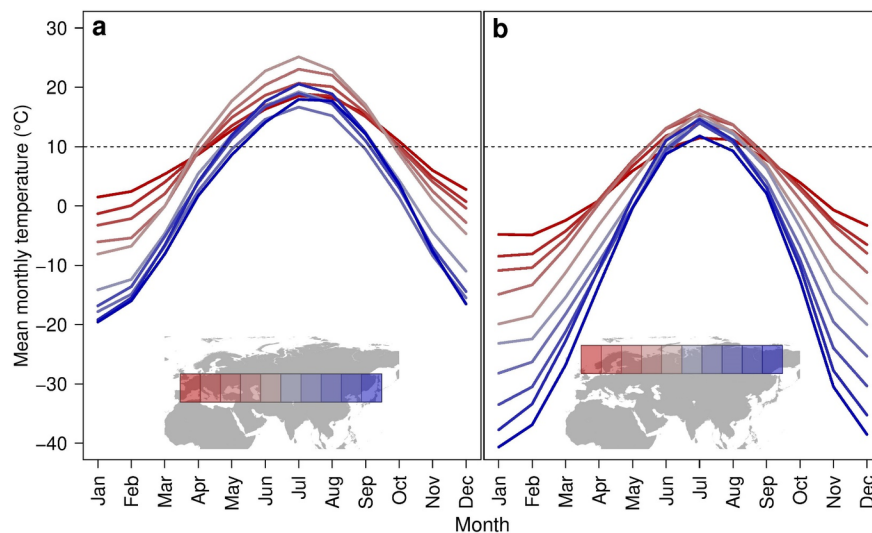 a
b
Mean monthly temperature (°C)
30
20
10
0
−10
−20
−30
−40
Jan
Feb
Mar
Apr
May
Jun
Jul
Aug
Sep
Oct
Nov
Dec
Jan
Feb
Mar
Apr
May
Jun
Jul
Aug
Sep
Oct
Nov
Dec
Month